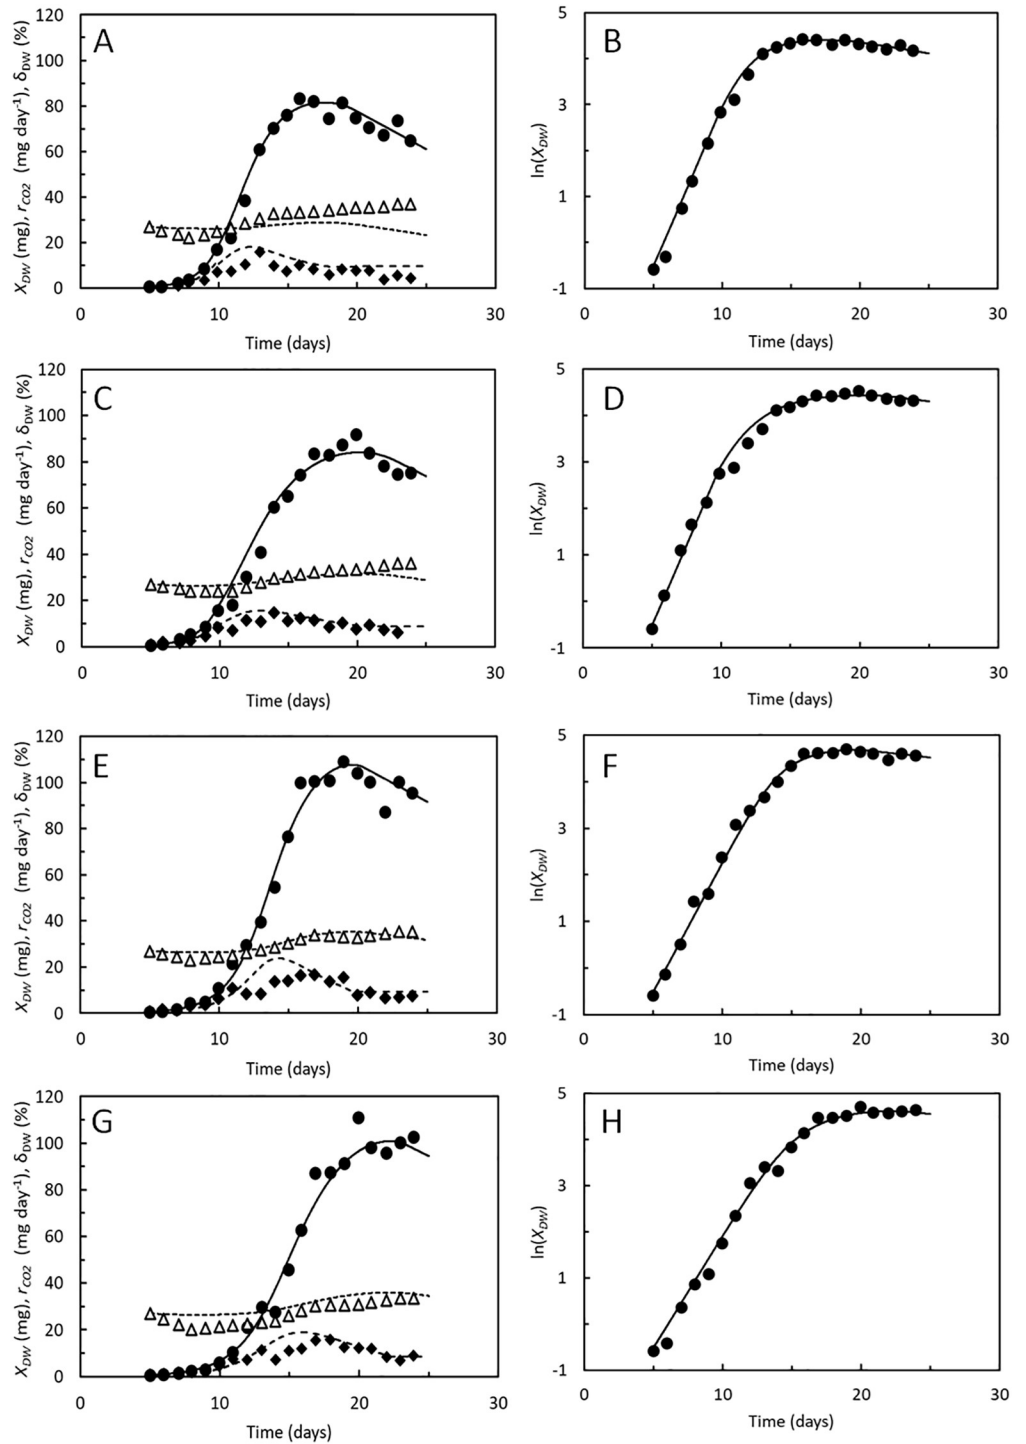 A
X_DW (mg), r_CO2 (mg day⁻¹), δ_DW (%)
120
100
80
60
40
20
0
0 10 20 30
Time (days)
B
ln(X_DW)
5
3
1
-1
0 10 20 30
Time (days)
C
X_DW (mg), r_CO2 (mg day⁻¹), δ_DW (%)
120
100
80
60
40
20
0
0 10 20 30
Time (days)
D
ln(X_DW)
5
3
1
-1
0 10 20 30
Time (days)
E
X_DW (mg), r_CO2 (mg day⁻¹), δ_DW (%)
120
100
80
60
40
20
0
0 10 20 30
Time (days)
F
ln(X_DW)
5
3
1
-1
0 10 20 30
Time (days)
G
X_DW (mg), r_CO2 (mg day⁻¹), δ_DW (%)
120
100
80
60
40
20
0
0 10 20 30
Time (days)
H
ln(X_DW)
5
3
1
-1
0 10 20 30
Time (days)